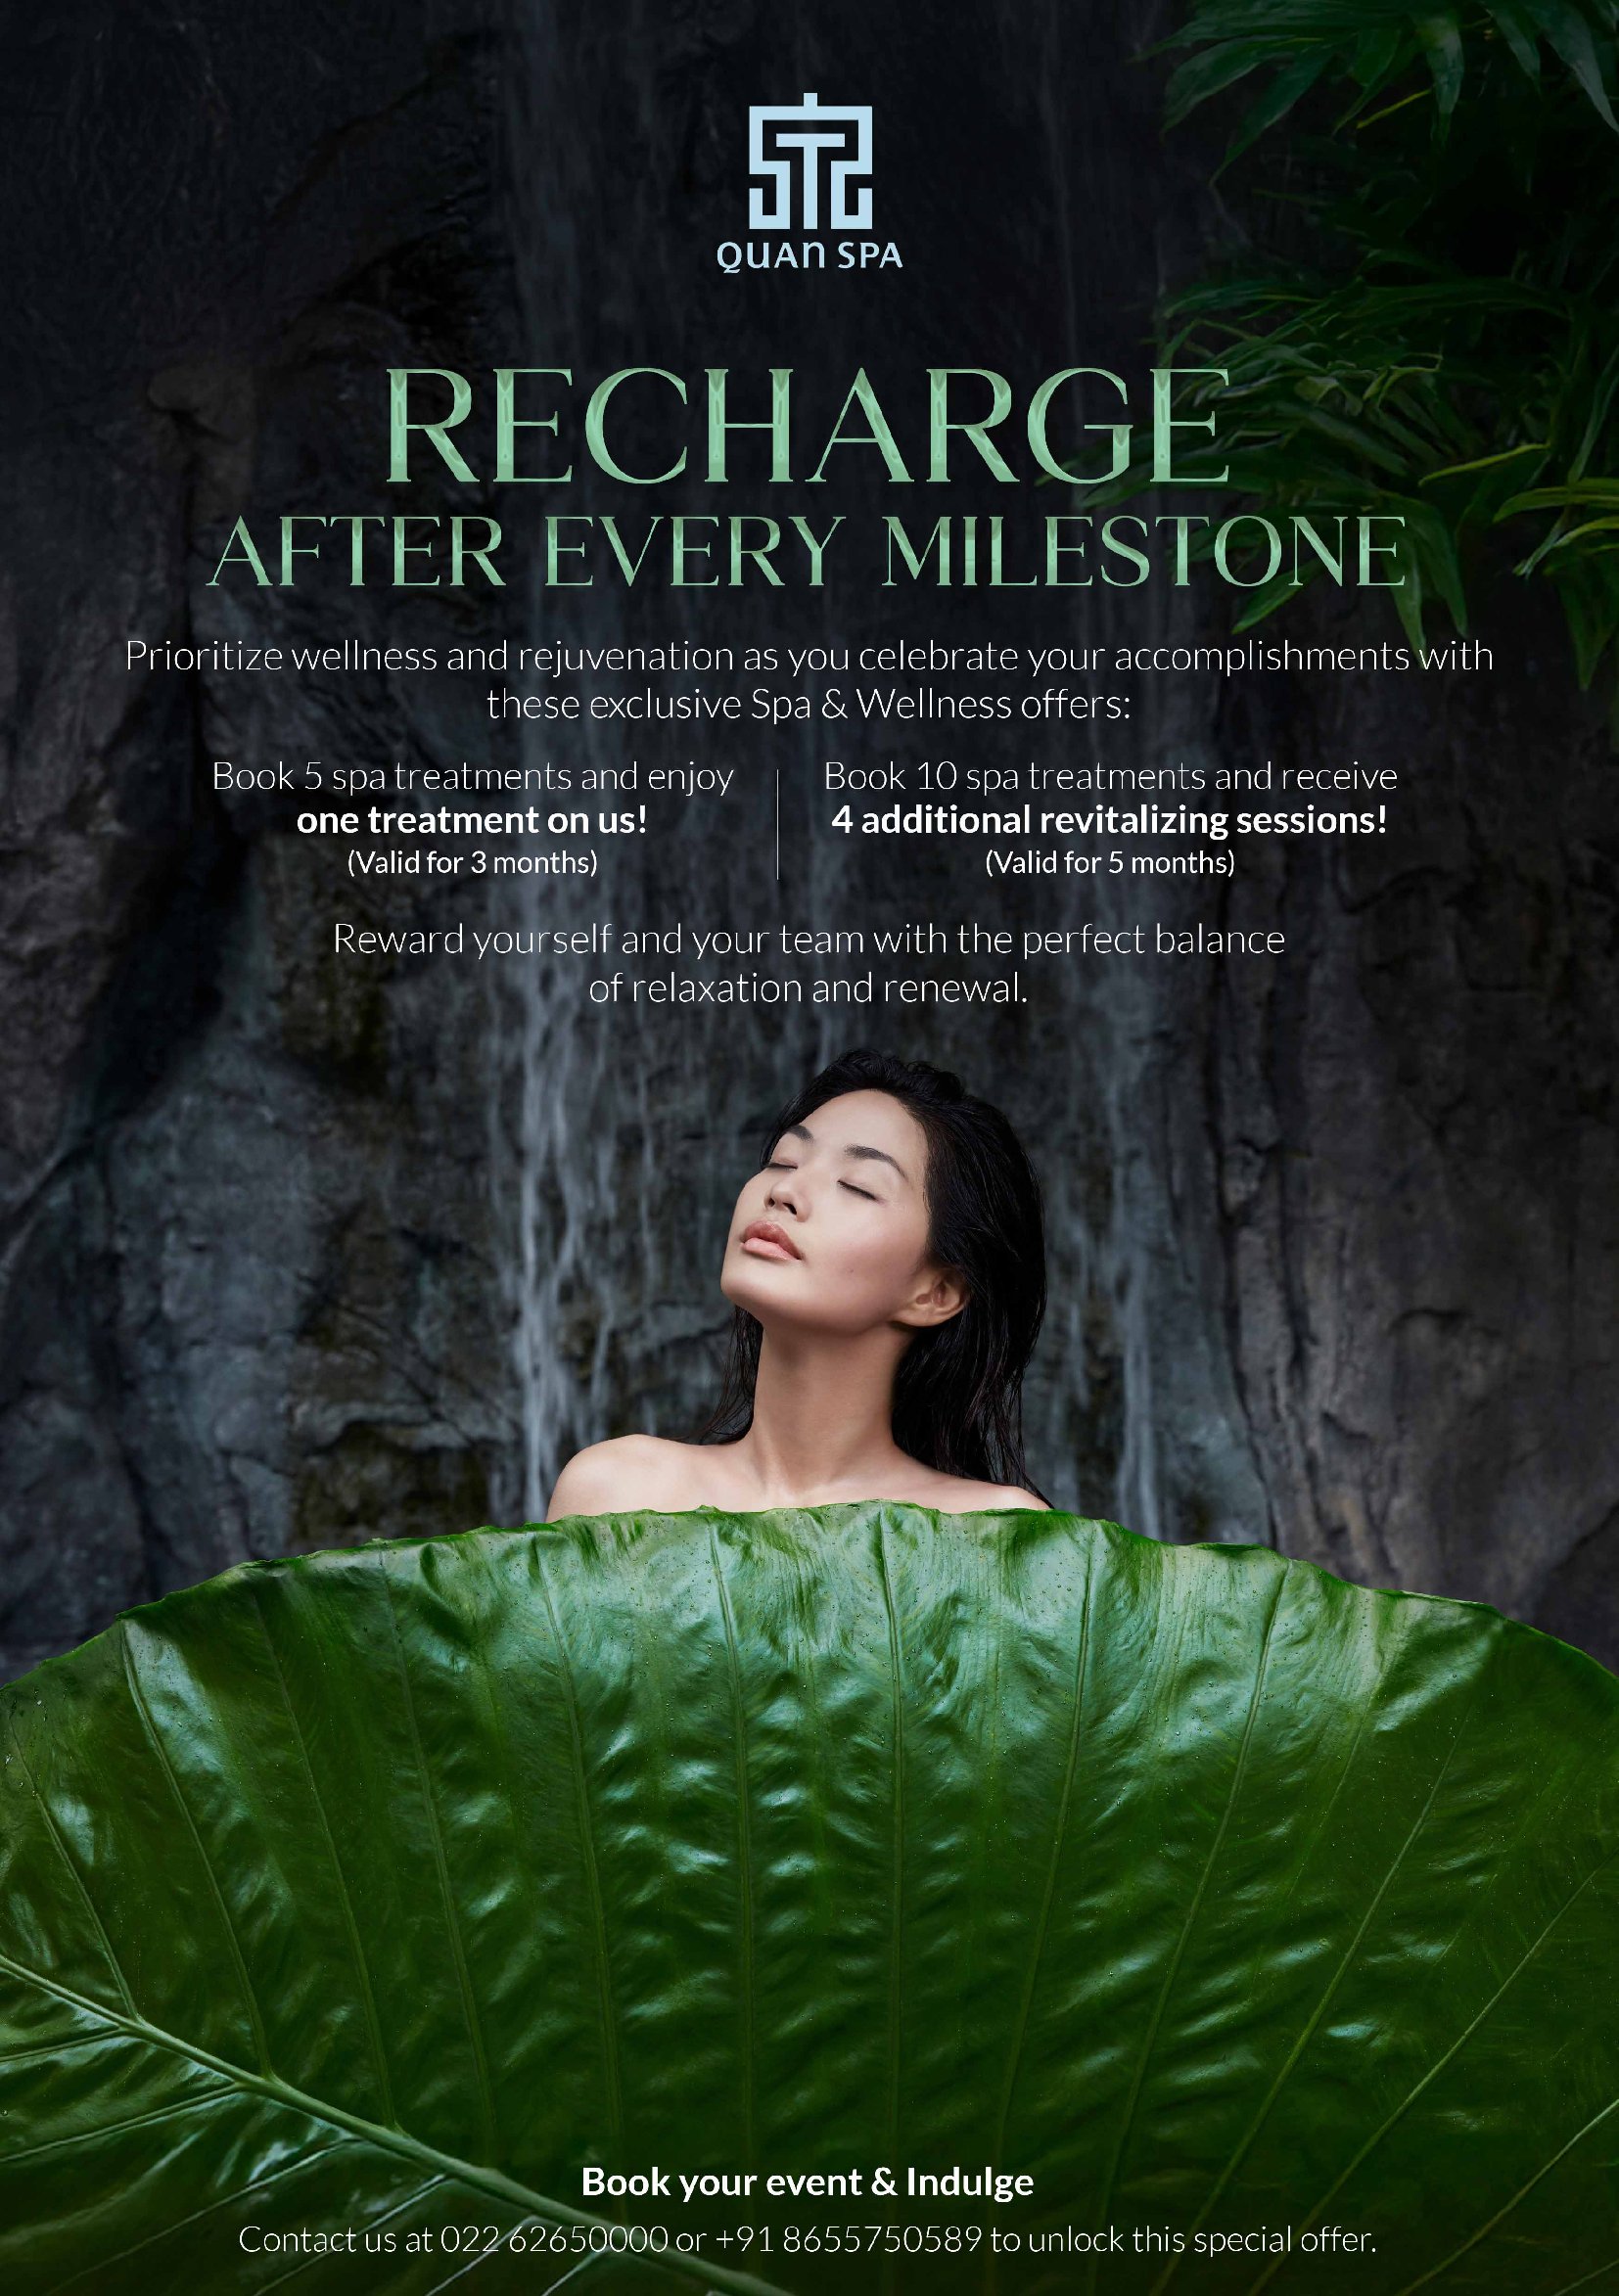 QUAN SPA
RECHARGE
AFTER EVERY MILESTONE
Prioritize wellness and rejuvenation as you celebrate your accomplishments with
these exclusive Spa & Wellness offers:
Book 5 spa treatments and enjoy
one treatment on us!
(Valid for 3 months)
Book 10 spa treatments and receive
4 additional revitalizing sessions!
(Valid for 5 months)
Reward yourself and your team with the perfect balance
of relaxation and renewal.
Book your event & Indulge
Contact us at 022 62650000 or +91 8655750589 to unlock this special offer.